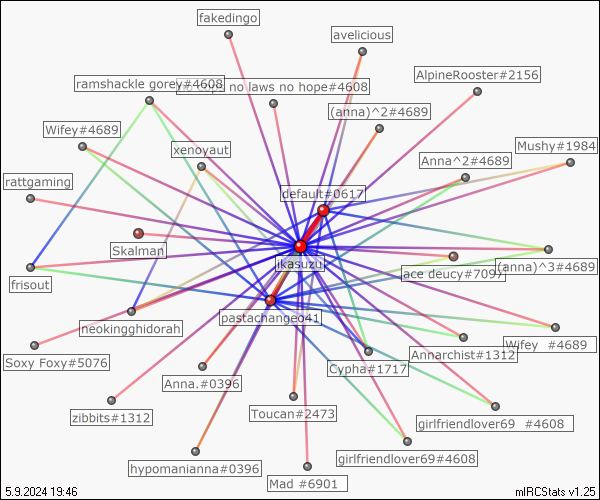 fakedingo
avelicious
AlpineRooster#2156
ramshackle gorey#4608
no laws no hope#4608
(anna)^2#4689
Wifey#4689
xenoyaut
Mushy#1984
Anna^2#4689
rattgaming
default#0617
Skalman
jkasuzu
frisout
ace deucy#7097
(anna)^3#4689
neokingghidorah
pastachangeo41
Annarchist#1312
Wifey #4689
Soxy Foxy#5076
Cypha#1717
Anna.#0396
zibbits#1312
Toucan#2473
girlfriendlover69 #4608
hypomanianna#0396
girlfriendlover69#4608
Mad #6901
5.9.2024 19:46
mIRCStats v1.25